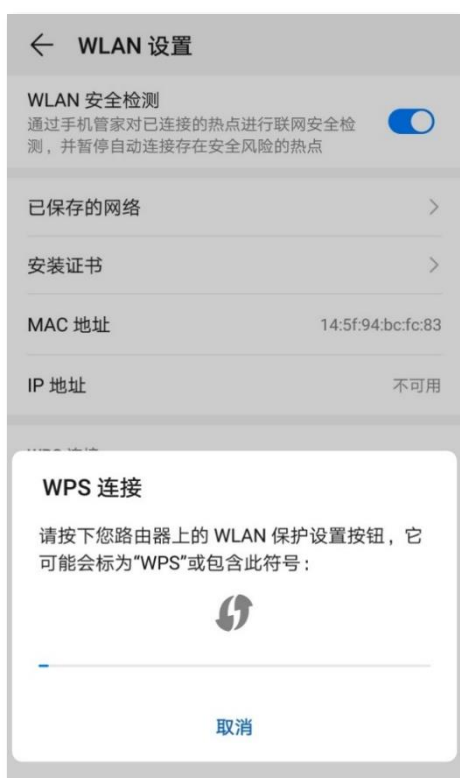 WLAN 设置
WLAN 安全检测
通过手机管家对已连接的热点进行联网安全检
测，并暂停自动连接存在安全风险的热点
已保存的网络
安装证书
MAC 地址 14:5f:94:bc:fc:83
IP 地址 不可用
WPS 连接
请按下您路由器上的 WLAN 保护设置按钮，它
可能会标为“WPS”或包含此符号：
取消